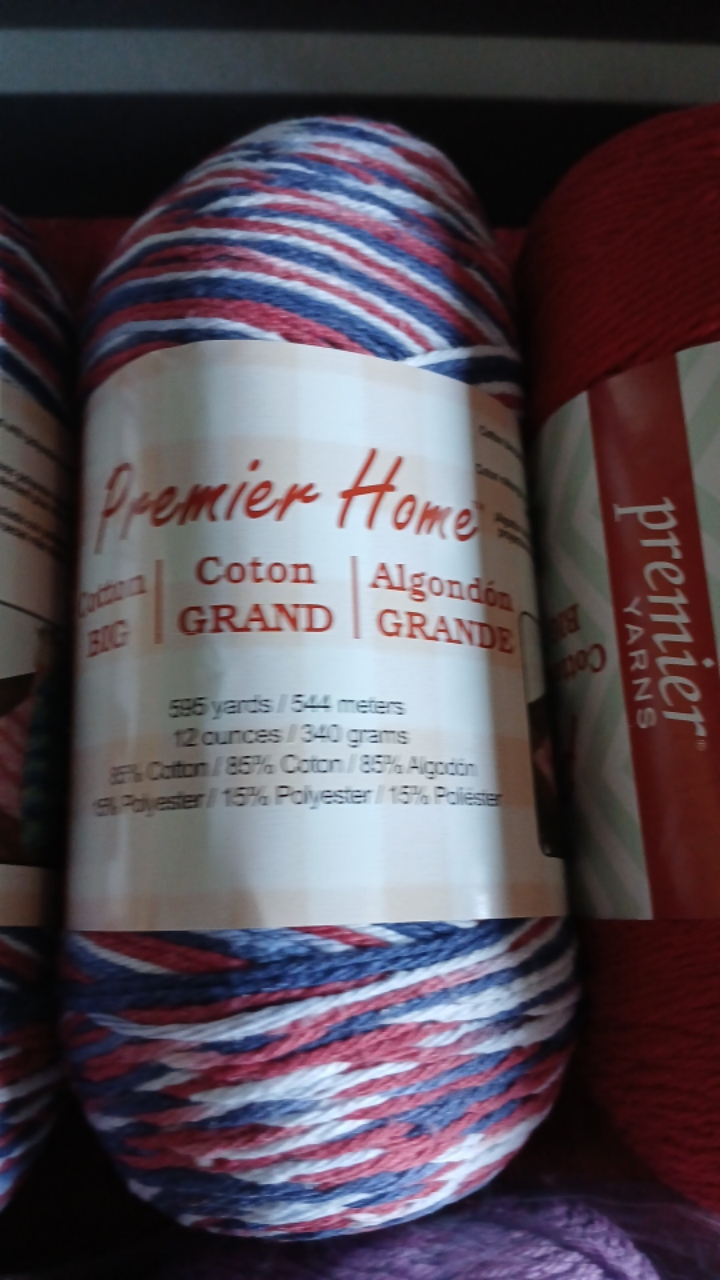 Premier Home™
Cotton BIG | Coton GRAND | Algondón GRANDE
595 yards / 544 meters
12 ounces / 340 grams
85% Cotton / 85% Coton / 85% Algodón
15% Polyester / 15% Polyester / 15% Poliéster
premier®
YARNS